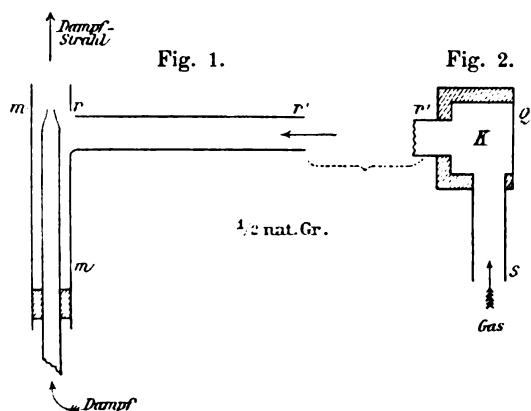 Dampf-
Strahl
Fig. 1.
Fig. 2.
m
r
r'
r'
Q
K
1/2 nat. Gr.
m
S
Gas
Dampf